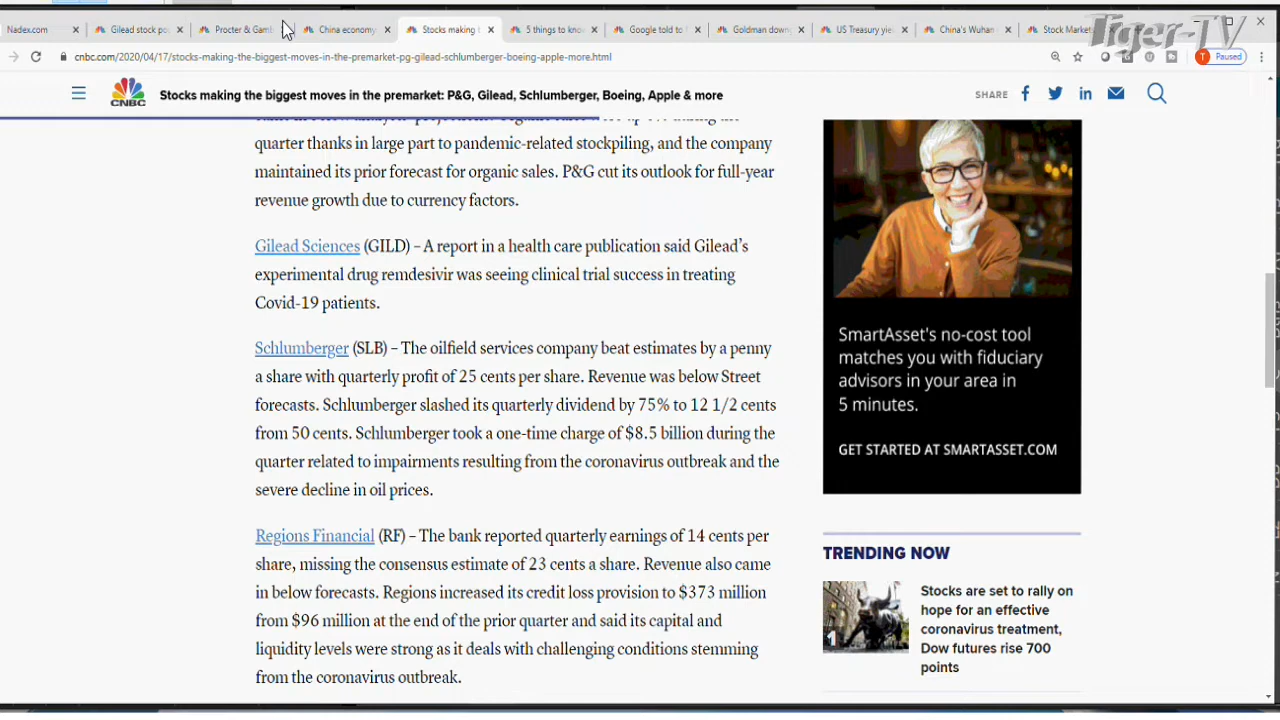 Nadex.com
Gilead stock po
Procter & Gam
China economy
Stocks making
5 things to kno
Google told to
Goldman down
US Treasury yie
China's Wuhan
Stock Market
Tiger-TV
cnbc.com/2020/04/17/stocks-making-the-biggest-moves-in-the-premarket-pg-gilead-schlumberger-boeing-apple-more.html
T Paused
CNBC
Stocks making the biggest moves in the premarket: P&G, Gilead, Schlumberger, Boeing, Apple & more
SHARE
quarter thanks in large part to pandemic-related stockpiling, and the company
maintained its prior forecast for organic sales. P&G cut its outlook for full-year
revenue growth due to currency factors.
Gilead Sciences (GILD) – A report in a health care publication said Gilead's
experimental drug remdesivir was seeing clinical trial success in treating
Covid-19 patients.
Schlumberger (SLB) – The oilfield services company beat estimates by a penny
a share with quarterly profit of 25 cents per share. Revenue was below Street
forecasts. Schlumberger slashed its quarterly dividend by 75% to 12 1/2 cents
from 50 cents. Schlumberger took a one-time charge of $8.5 billion during the
quarter related to impairments resulting from the coronavirus outbreak and the
severe decline in oil prices.
Regions Financial (RF) – The bank reported quarterly earnings of 14 cents per
share, missing the consensus estimate of 23 cents a share. Revenue also came
in below forecasts. Regions increased its credit loss provision to $373 million
from $96 million at the end of the prior quarter and said its capital and
liquidity levels were strong as it deals with challenging conditions stemming
from the coronavirus outbreak.
SmartAsset's no-cost tool
matches you with fiduciary
advisors in your area in
5 minutes.
GET STARTED AT SMARTASSET.COM
TRENDING NOW
1
Stocks are set to rally on
hope for an effective
coronavirus treatment,
Dow futures rise 700
points